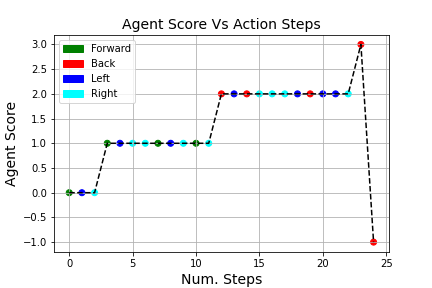 Agent Score Vs Action Steps
Forward
Back
Left
Right
3.0
2.5
2.0
1.5
1.0
0.5
0.0
−0.5
−1.0
Agent Score
0 5 10 15 20 25
Num. Steps